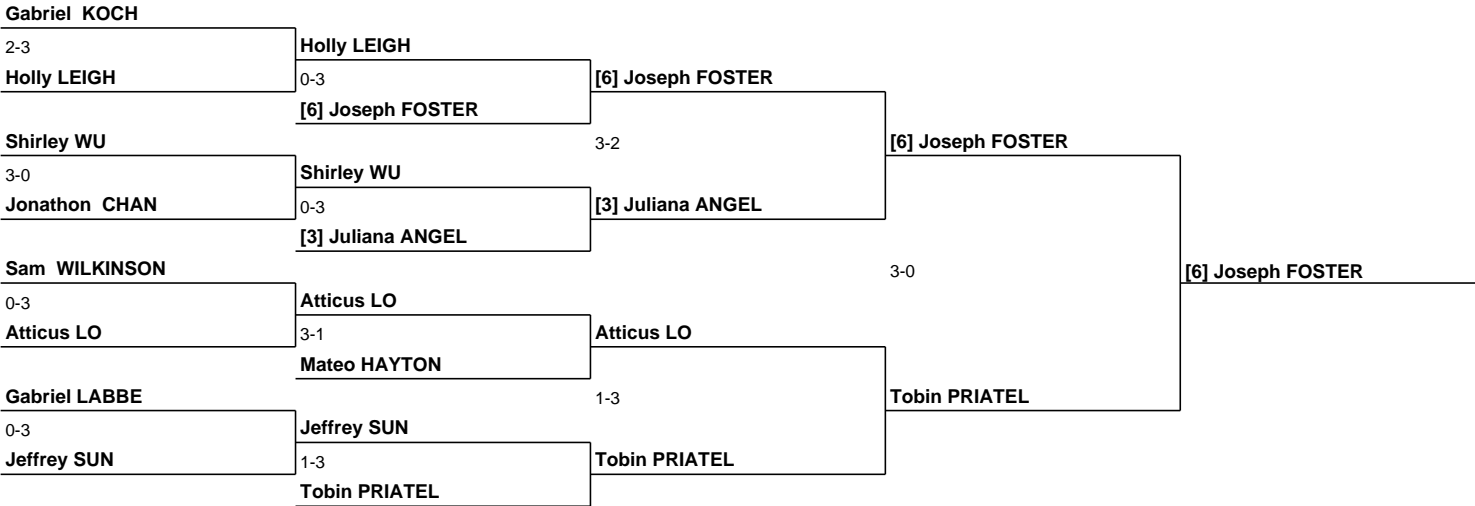 Gabriel  KOCH
2-3
Holly LEIGH
Holly LEIGH
0-3
[6] Joseph FOSTER
[6] Joseph FOSTER
Shirley WU
3-2
[6] Joseph FOSTER
3-0
Shirley WU
Jonathon  CHAN
0-3
[3] Juliana ANGEL
[3] Juliana ANGEL
Sam  WILKINSON
3-0
[6] Joseph FOSTER
0-3
Atticus LO
Atticus LO
3-1
Atticus LO
Mateo HAYTON
Gabriel LABBE
1-3
Tobin PRIATEL
0-3
Jeffrey SUN
Jeffrey SUN
1-3
Tobin PRIATEL
Tobin PRIATEL